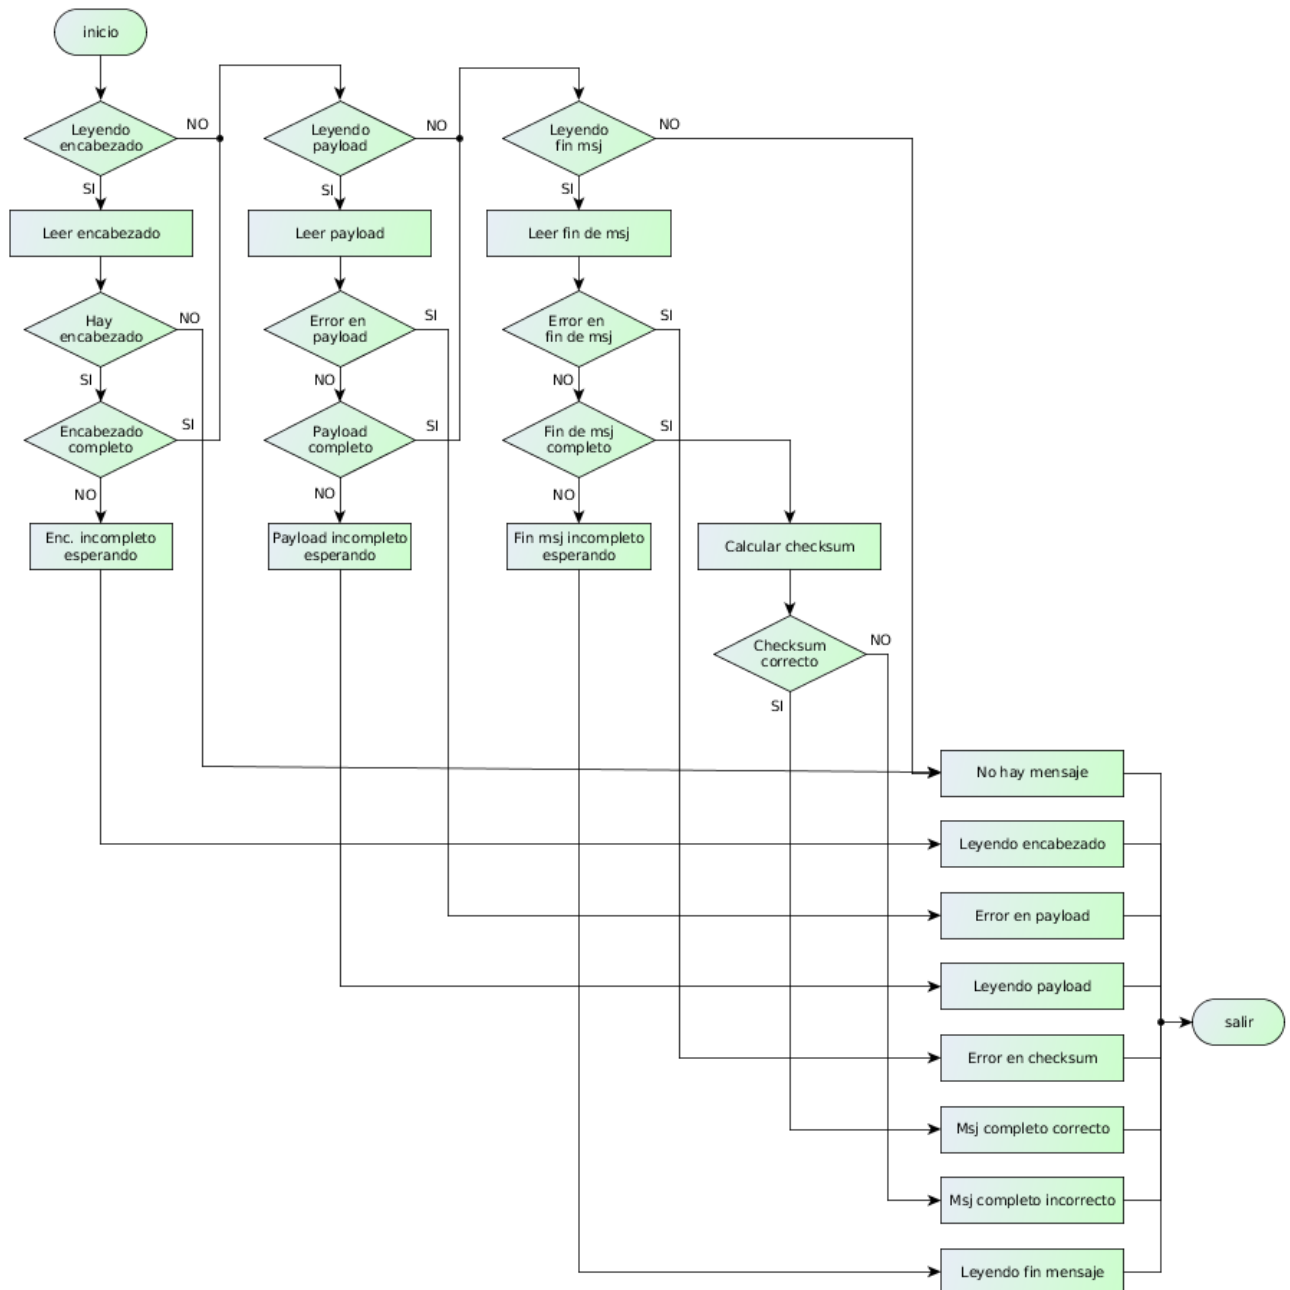 inicio
Leyendo
encabezado
NO
SI
Leer encabezado
Hay
encabezado
NO
SI
Encabezado
completo
SI
NO
Enc. incompleto
esperando
Leyendo
payload
NO
SI
Leer payload
Error en
payload
SI
NO
Payload
completo
SI
NO
Payload incompleto
esperando
Leyendo
fin msj
NO
SI
Leer fin de msj
Error en
fin de msj
SI
NO
Fin de msj
completo
SI
NO
Fin msj incompleto
esperando
Calcular checksum
Checksum
correcto
NO
SI
No hay mensaje
Leyendo encabezado
Error en payload
Leyendo payload
Error en checksum
Msj completo correcto
Msj completo incorrecto
Leyendo fin mensaje
salir